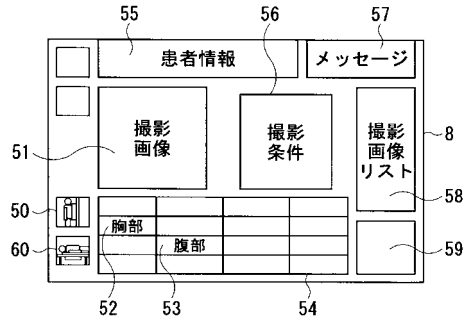 55
56
57
患者情報
メッセージ
撮影
画像
撮影
条件
撮影
画像
リスト
8
51
58
50
胸部
60
腹部
59
52
53
54